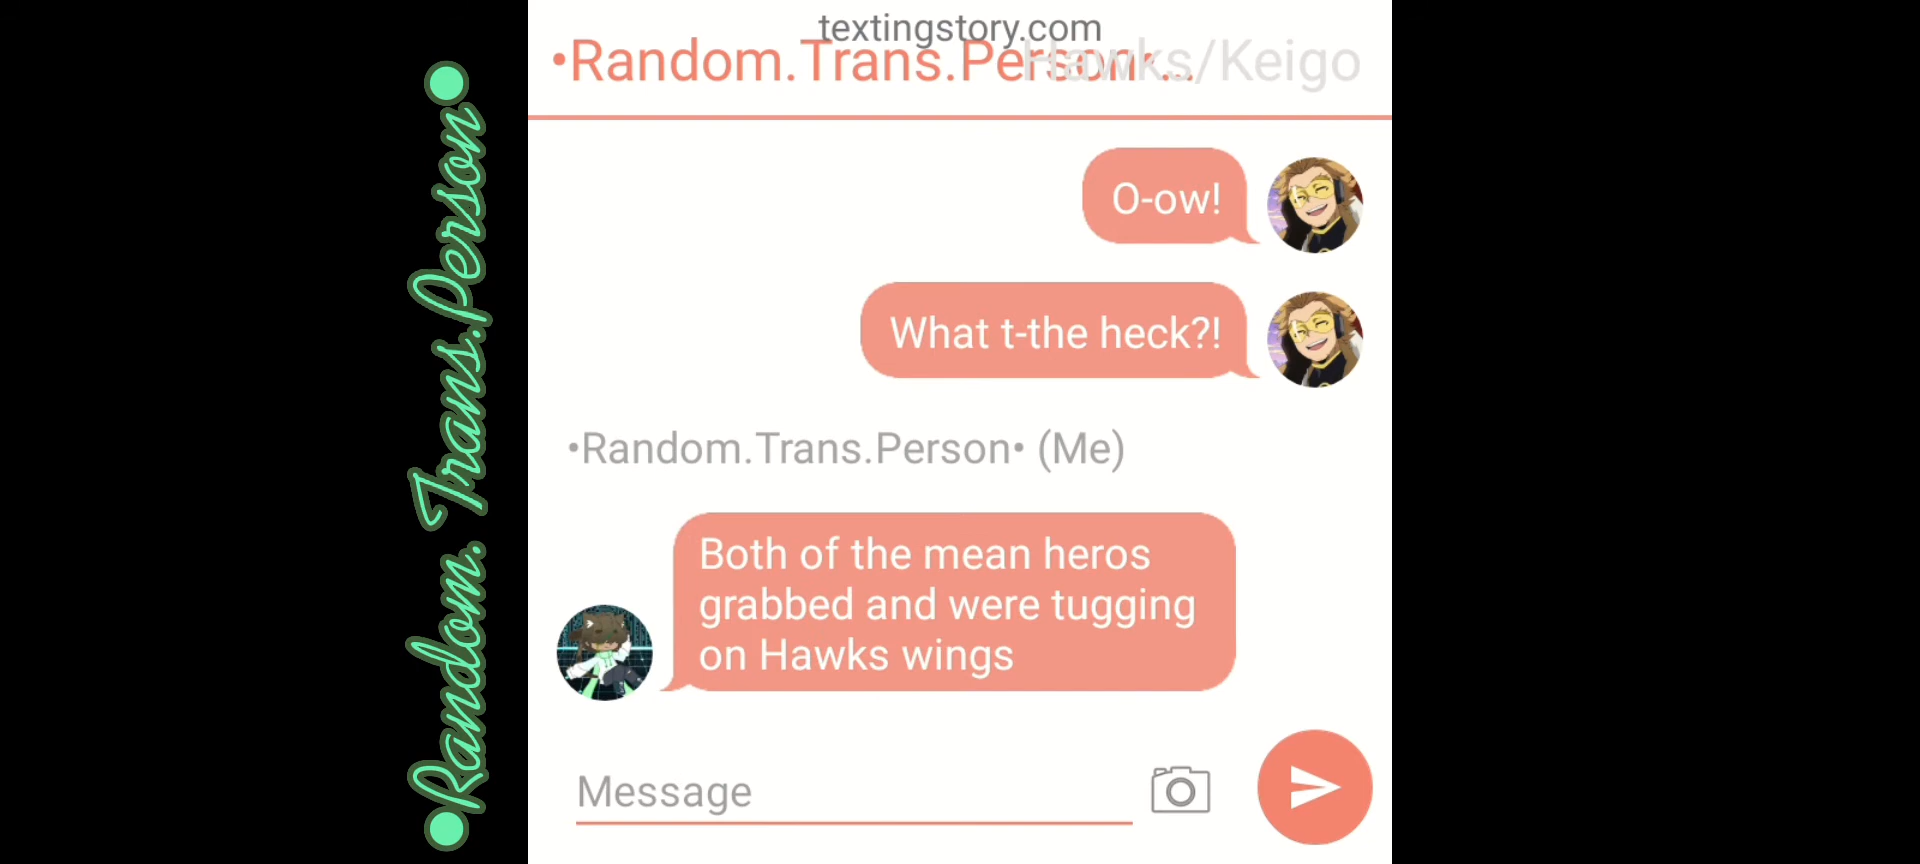 textingstory.com
•Random.Trans.Person•...
Hawks/Keigo
O-ow!
What t-the heck?!
•Random.Trans.Person• (Me)
Both of the mean heros
grabbed and were tugging
on Hawks wings
Message
•Random. Trans.Person•